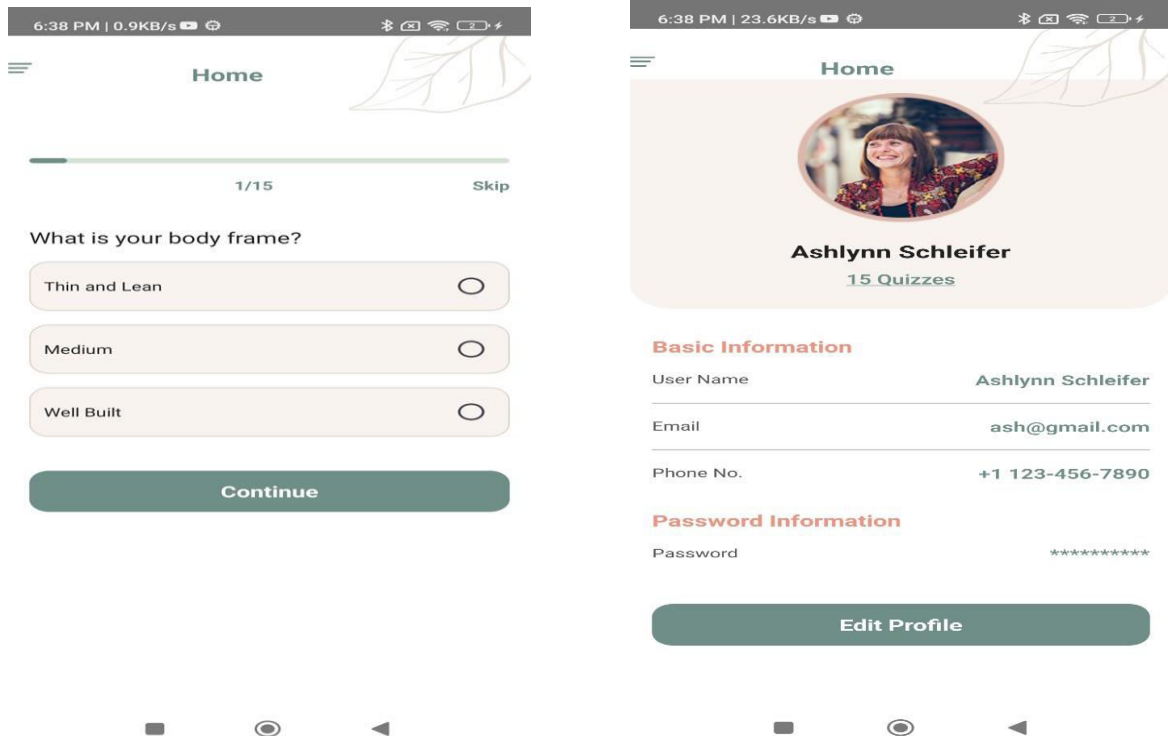 6:38 PM | 0.9KB/s
2
Home
1/15
Skip
What is your body frame?
Thin and Lean
Medium
Well Built
Continue
6:38 PM | 23.6KB/s
2
Home
Ashlynn Schleifer
15 Quizzes
Basic Information
User Name Ashlynn Schleifer
Email ash@gmail.com
Phone No. +1 123-456-7890
Password Information
Password **********
Edit Profile